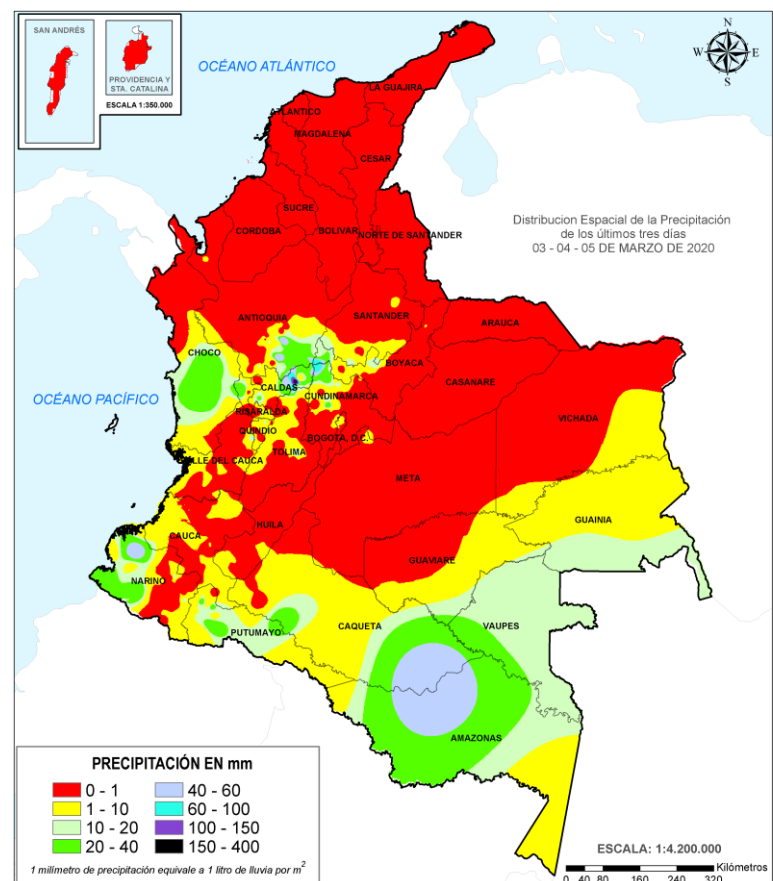 SAN ANDRÉS
PROVIDENCIA Y
STA. CATALINA
ESCALA 1:350.000
OCÉANO ATLÁNTICO
N
W
E
S
LA GUAJIRA
ATLANTICO
MAGDALENA
CESAR
SUCRE
CORDOBA
BOLIVAR
NORTE DE SANTANDER
Distribucion Espacial de la Precipitación
de los últimos tres días
03 - 04 - 05 DE MARZO DE 2020
ANTIOQUIA
SANTANDER
ARAUCA
CHOCO
BOYACA
CASANARE
OCÉANO PACÍFICO
CALDAS
CUNDINAMARCA
RISARALDA
VICHADA
QUINDIO
BOGOTA, D.C.
TOLIMA
VALLE DEL CAUCA
META
GUAINIA
CAUCA
HUILA
GUAVIARE
NARIÑO
PUTUMAYO
CAQUETA
VAUPES
AMAZONAS
PRECIPITACIÓN EN mm
0 - 1
40 - 60
1 - 10
60 - 100
10 - 20
100 - 150
20 - 40
150 - 400
1 milímetro de precipitación equivale a 1 litro de lluvia por m²
ESCALA: 1:4.200.000
Kilómetros
0 40 80 160 240 320